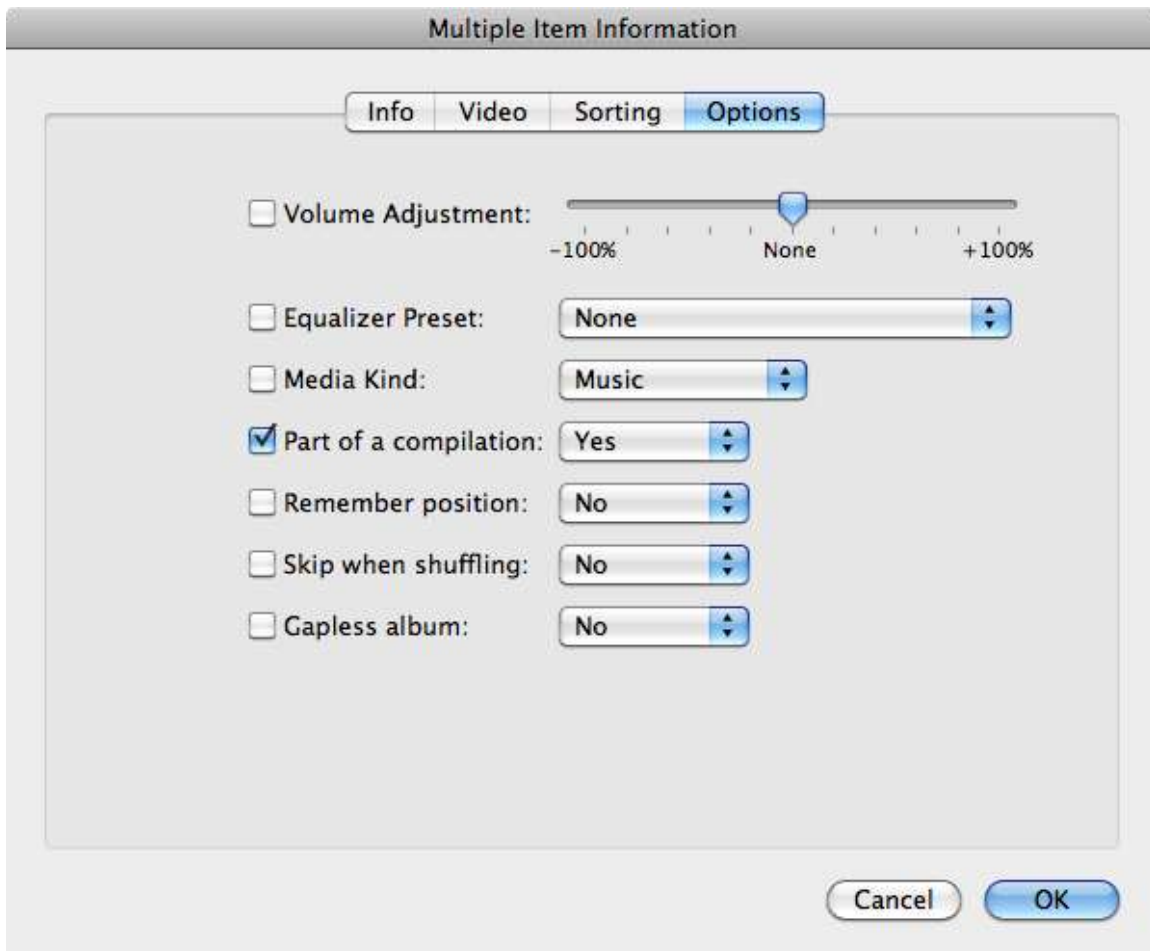 Multiple Item Information
Info Video Sorting Options
Volume Adjustment:
-100% None +100%
Equalizer Preset: None
Media Kind: Music
Part of a compilation: Yes
Remember position: No
Skip when shuffling: No
Gapless album: No
Cancel OK